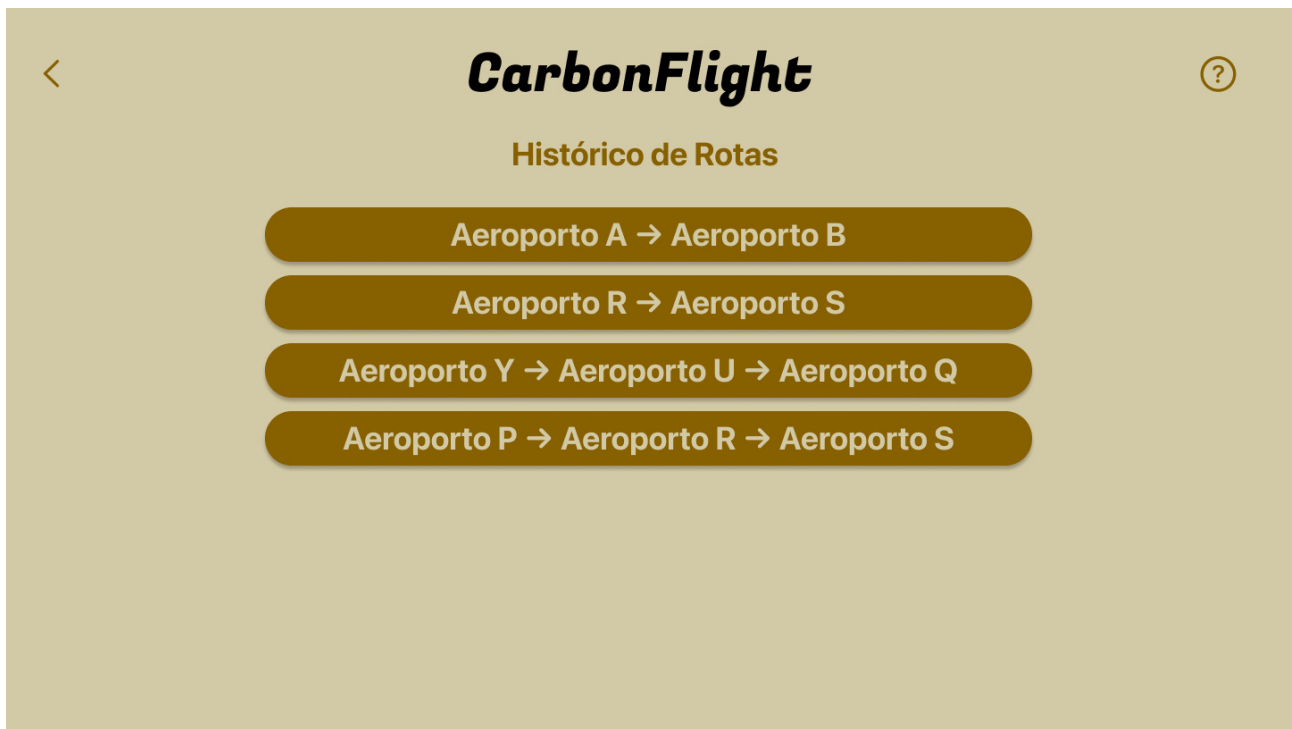 CarbonFlight
?
Histórico de Rotas
Aeroporto A → Aeroporto B
Aeroporto R → Aeroporto S
Aeroporto Y → Aeroporto U → Aeroporto Q
Aeroporto P → Aeroporto R → Aeroporto S